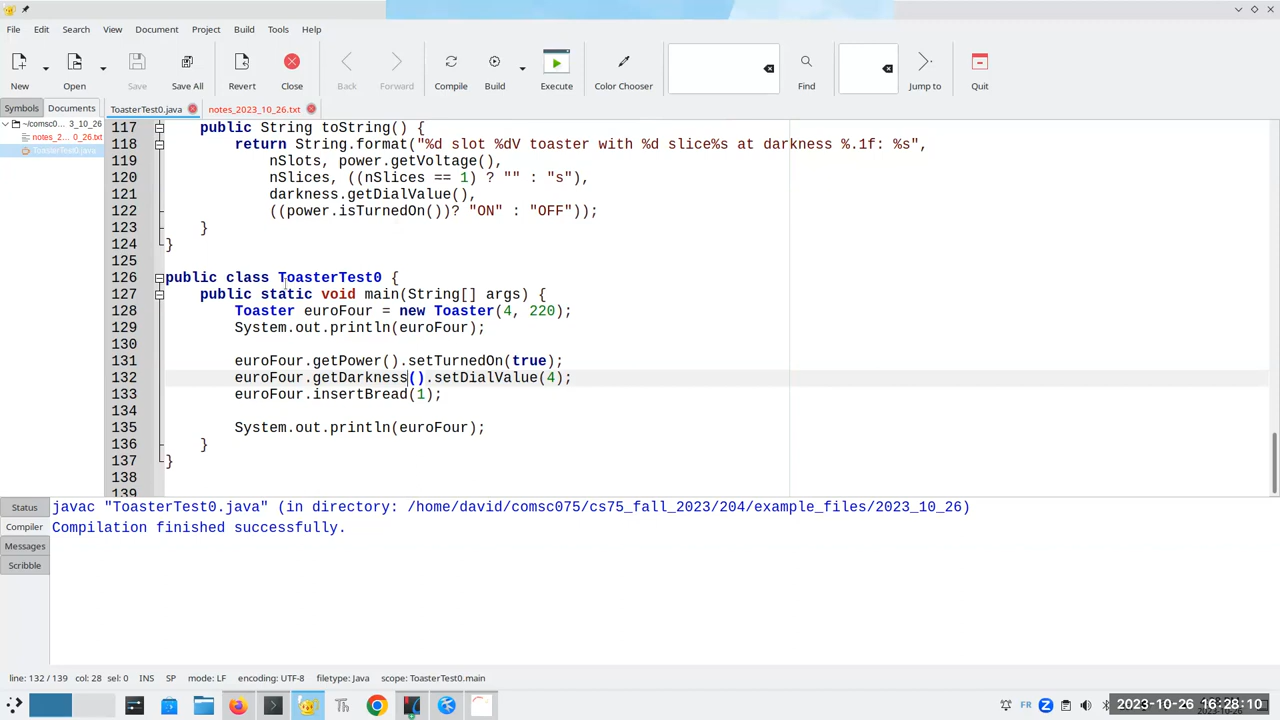 File Edit Search View Document Project Build Tools Help
New Open Save Save All Revert Close Back Forward Compile Build Execute Color Chooser Find Jump to Quit
Symbols Documents ToasterTest0.java notes_2023_10_26.txt
~/comsc0… 3_10_26
notes_2… 0_26.txt
ToasterTest0.java
117 public String toString() {
118 return String.format("%d slot %dV toaster with %d slice%s at darkness %.1f: %s",
119 nSlots, power.getVoltage(),
120 nSlices, ((nSlices == 1) ? "" : "s"),
121 darkness.getDialValue(),
122 ((power.isTurnedOn())? "ON" : "OFF"));
123 }
124 }
125
126 public class ToasterTest0 {
127 public static void main(String[] args) {
128 Toaster euroFour = new Toaster(4, 220);
129 System.out.println(euroFour);
130
131 euroFour.getPower().setTurnedOn(true);
132 euroFour.getDarkness().setDialValue(4);
133 euroFour.insertBread(1);
134
135 System.out.println(euroFour);
136 }
137 }
138
139
Status javac "ToasterTest0.java" (in directory: /home/david/comsc075/cs75_fall_2023/204/example_files/2023_10_26)
Compiler Compilation finished successfully.
Messages
Scribble
line: 132 / 139 col: 28 sel: 0 INS SP mode: LF encoding: UTF-8 filetype: Java scope: ToasterTest0.main
FR 2023-10-26 16:28:10